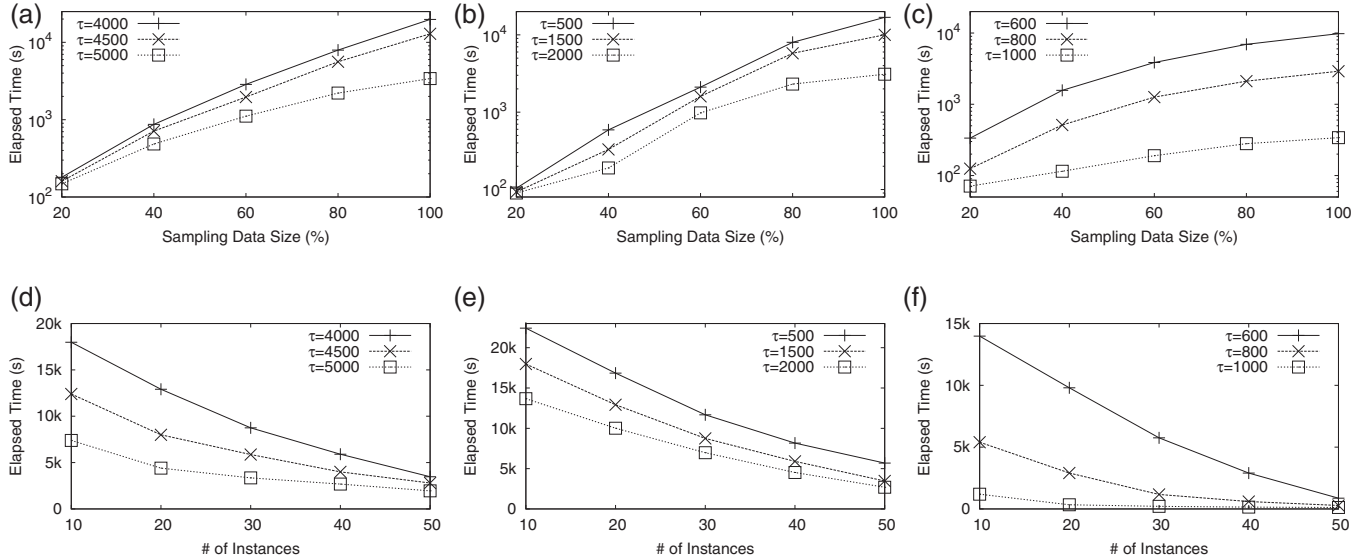 (a)
τ=4000
τ=4500
τ=5000
10^4
10^3
10^2
Elapsed Time (s)
20 40 60 80 100
Sampling Data Size (%)
(b)
τ=500
τ=1500
τ=2000
10^4
10^3
10^2
Elapsed Time (s)
20 40 60 80 100
Sampling Data Size (%)
(c)
τ=600
τ=800
τ=1000
10^4
10^3
10^2
Elapsed Time (s)
20 40 60 80 100
Sampling Data Size (%)
(d)
τ=4000
τ=4500
τ=5000
20k
15k
10k
5k
0
Elapsed Time (s)
10 20 30 40 50
# of Instances
(e)
τ=500
τ=1500
τ=2000
20k
15k
10k
5k
0
Elapsed Time (s)
10 20 30 40 50
# of Instances
(f)
τ=600
τ=800
τ=1000
15k
10k
5k
0
Elapsed Time (s)
10 20 30 40 50
# of Instances